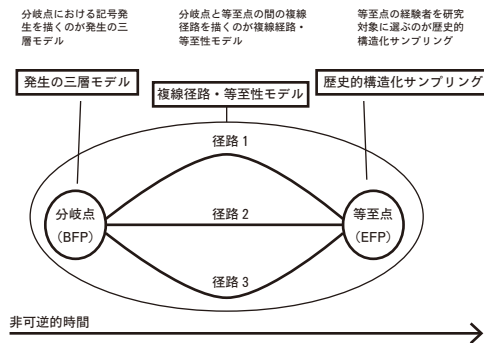 分岐点における記号発
生を描くのが発生の三
層モデル
分岐点と等至点の間の複線
径路を描くのが複線経路・
等至性モデル
等至点の経験者を研究
対象に選ぶのが歴史的
構造化サンプリング
発生の三層モデル
複線径路・等至性モデル
歴史的構造化サンプリング
径路 1
分岐点
(BFP)
径路 2
等至点
(EFP)
径路 3
非可逆的時間